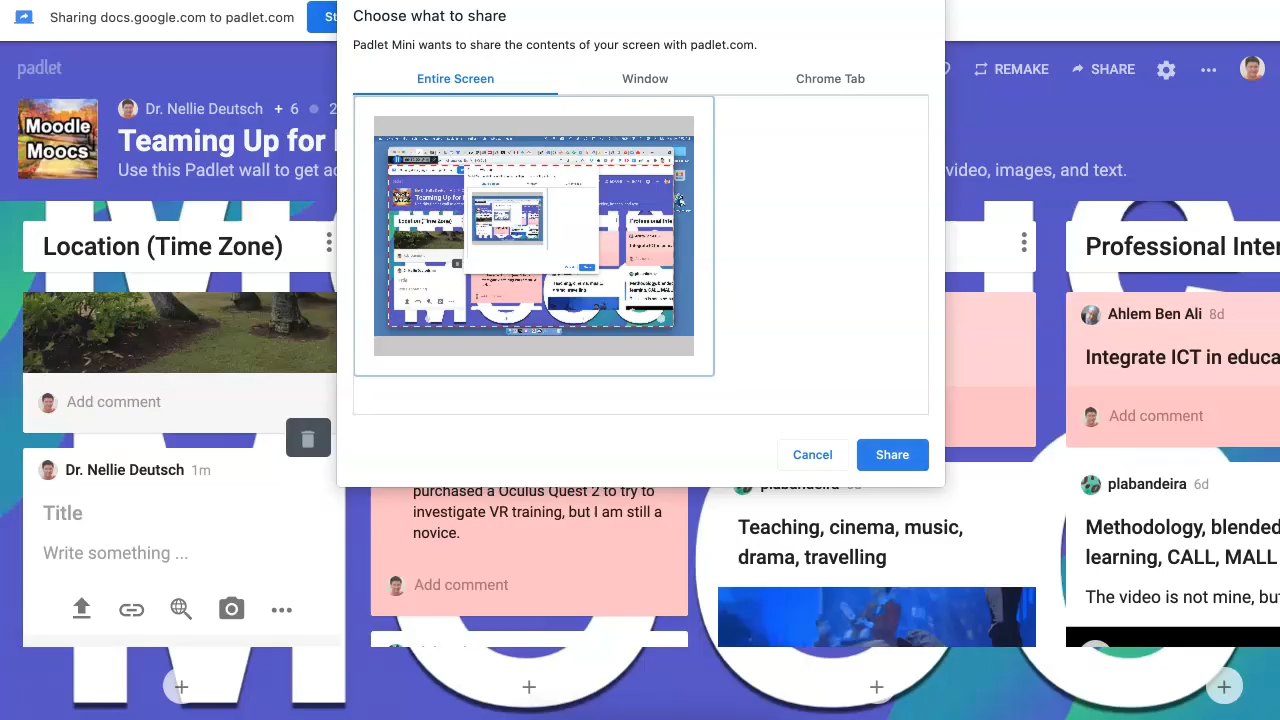 Sharing docs.google.com to padlet.com
Choose what to share
Padlet Mini wants to share the contents of your screen with padlet.com.
Entire Screen
Window
Chrome Tab
Cancel
Share
padlet
REMAKE
SHARE
Moodle
Moocs
Dr. Nellie Deutsch + 6
Teaming Up for
Use this Padlet wall to get
video, images, and text.
Location (Time Zone)
Add comment
Dr. Nellie Deutsch 1m
Title
Write something ...
purchased a Oculus Quest 2 to try to
investigate VR training, but I am still a
novice.
Add comment
plabandeira 6d
Teaching, cinema, music,
drama, travelling
Professional Inter
Ahlem Ben Ali 8d
Integrate ICT in educa
Add comment
plabandeira 6d
Methodology, blended
learning, CALL, MALL
The video is not mine, but